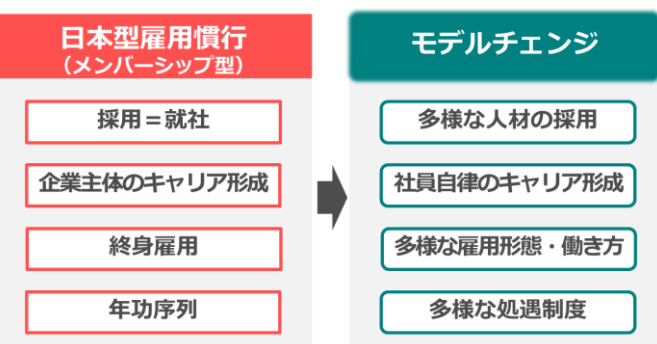 日本型雇用慣行
（メンバーシップ型）
採用＝就社
企業主体のキャリア形成
終身雇用
年功序列
モデルチェンジ
多様な人材の採用
社員自律のキャリア形成
多様な雇用形態・働き方
多様な処遇制度